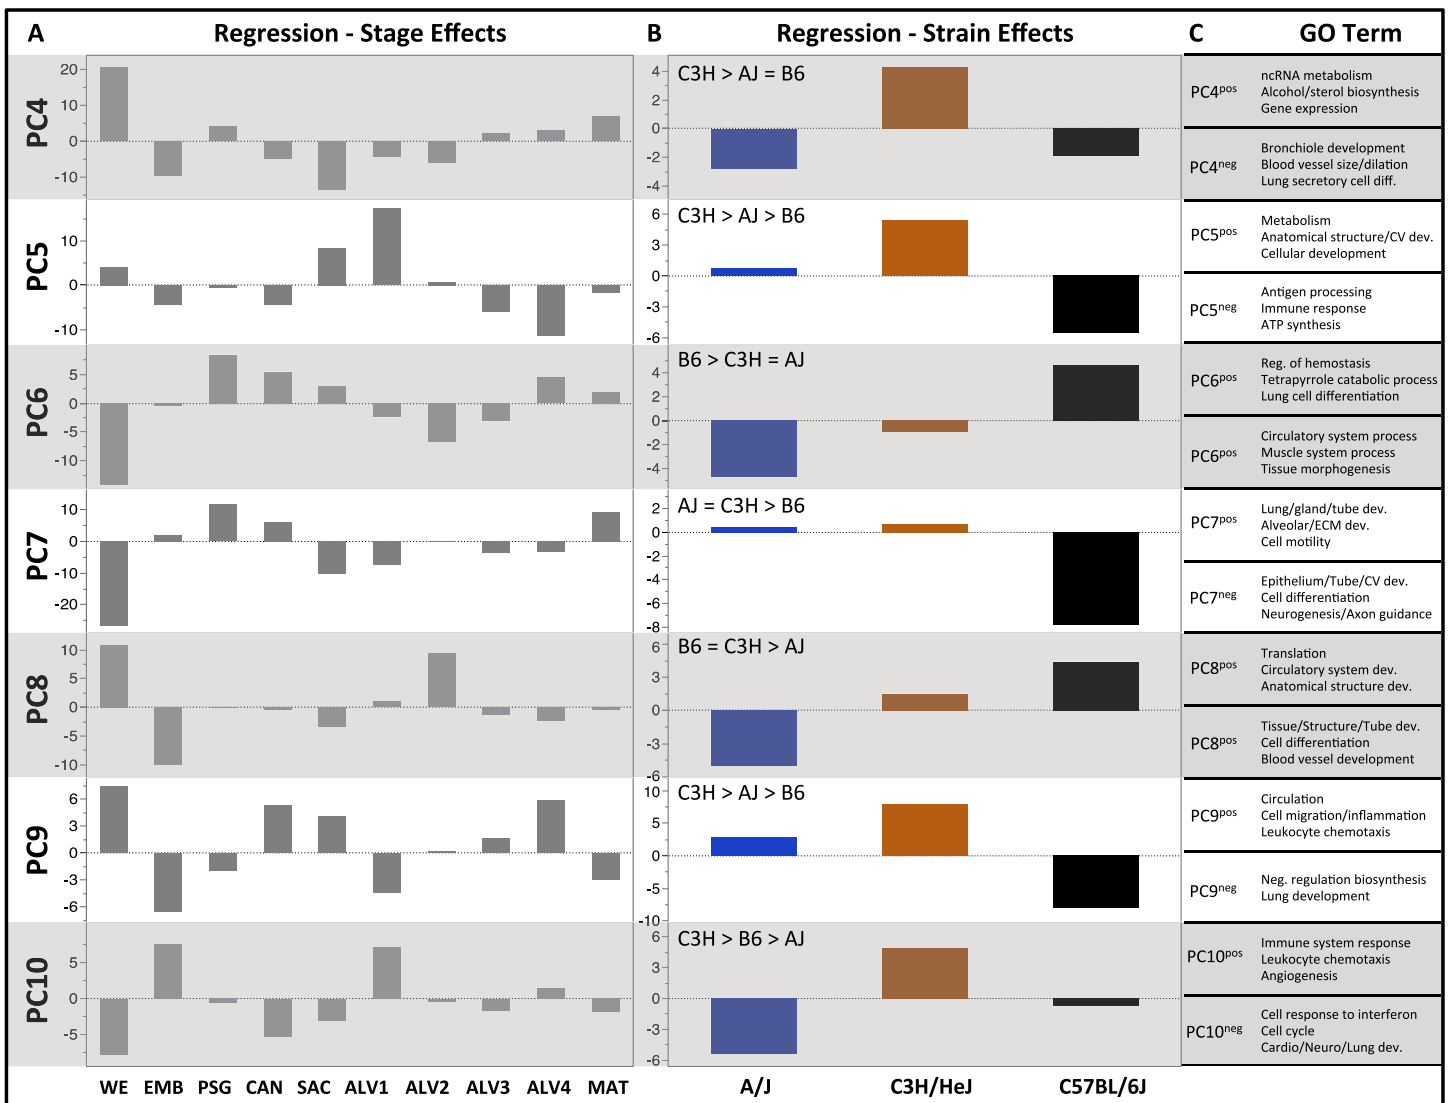 A Regression - Stage Effects B Regression - Strain Effects C GO Term
PC4
20
10
0
-10
C3H > AJ = B6
4
2
0
-2
-4
PC4pos
ncRNA metabolism
Alcohol/sterol biosynthesis
Gene expression
PC4neg
Bronchiole development
Blood vessel size/dilation
Lung secretory cell diff.
PC5
10
0
-10
C3H > AJ > B6
6
3
0
-3
-6
PC5pos
Metabolism
Anatomical structure/CV dev.
Cellular development
PC5neg
Antigen processing
Immune response
ATP synthesis
PC6
5
0
-5
-10
B6 > C3H = AJ
4
2
0
-2
-4
PC6pos
Reg. of hemostasis
Tetrapyrrole catabolic process
Lung cell differentiation
PC6pos
Circulatory system process
Muscle system process
Tissue morphogenesis
PC7
10
0
-10
-20
AJ = C3H > B6
2
0
-2
-4
-6
-8
PC7pos
Lung/gland/tube dev.
Alveolar/ECM dev.
Cell motility
PC7neg
Epithelium/Tube/CV dev.
Cell differentiation
Neurogenesis/Axon guidance
PC8
10
5
0
-5
-10
B6 = C3H > AJ
6
3
0
-3
-6
PC8pos
Translation
Circulatory system dev.
Anatomical structure dev.
PC8pos
Tissue/Structure/Tube dev.
Cell differentiation
Blood vessel development
PC9
6
3
0
-3
-6
C3H > AJ > B6
10
5
0
-5
-10
PC9pos
Circulation
Cell migration/inflammation
Leukocyte chemotaxis
PC9neg
Neg. regulation biosynthesis
Lung development
PC10
5
0
-5
C3H > B6 > AJ
6
3
0
-3
-6
PC10pos
Immune system response
Leukocyte chemotaxis
Angiogenesis
PC10neg
Cell response to interferon
Cell cycle
Cardio/Neuro/Lung dev.
WE EMB PSG CAN SAC ALV1 ALV2 ALV3 ALV4 MAT A/J C3H/HeJ C57BL/6J